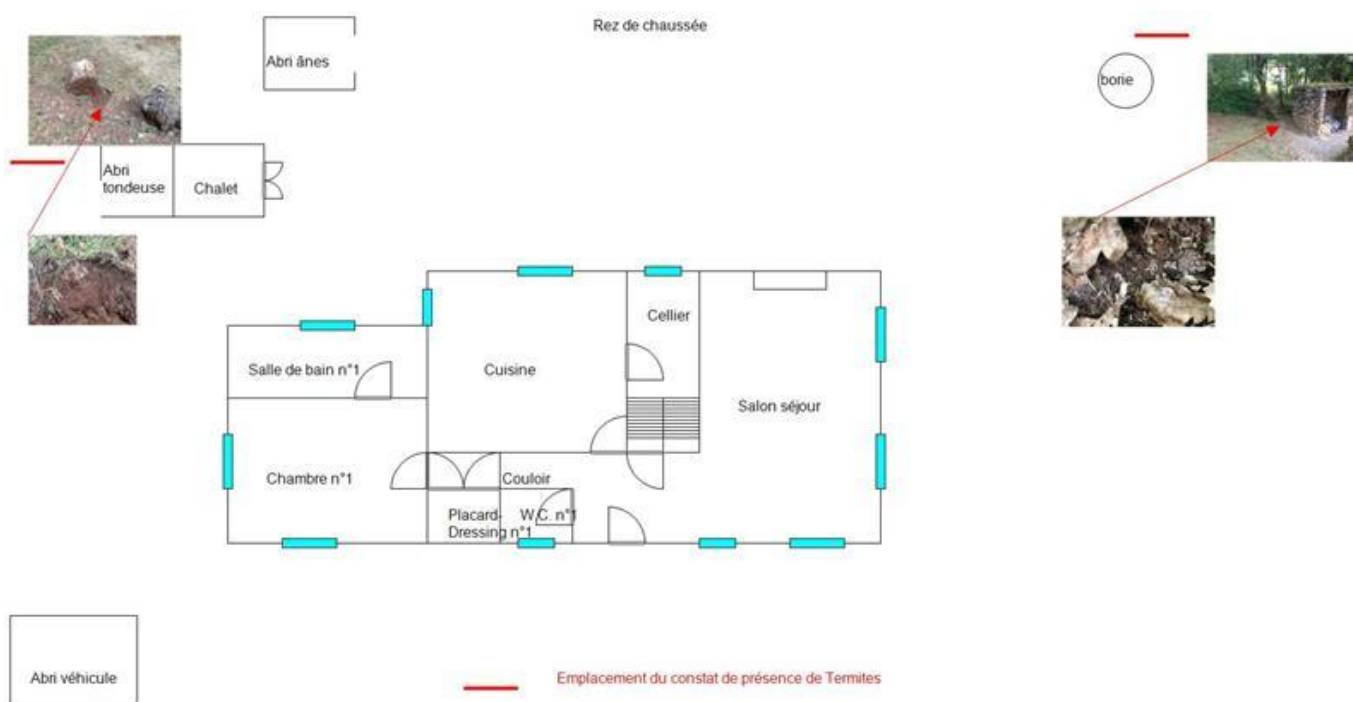 Rez de chaussée
Abri ânes
borie
Abri
tondeuse
Chalet
Cellier
Salle de bain n°1
Cuisine
Salon séjour
Chambre n°1
Couloir
Placard-
Dressing n°1
W.C. n°1
Abri véhicule
Emplacement du constat de présence de Termites